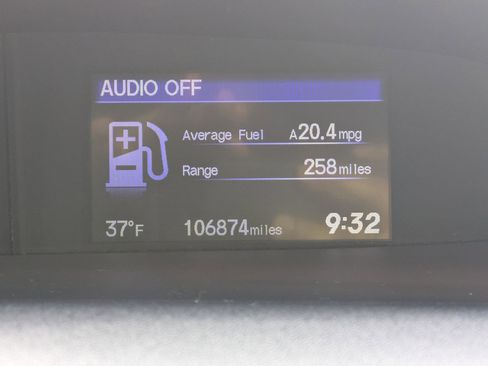 AUDIO OFF
Average Fuel A20.4mpg
Range 258miles
37°F 106874miles 9:32